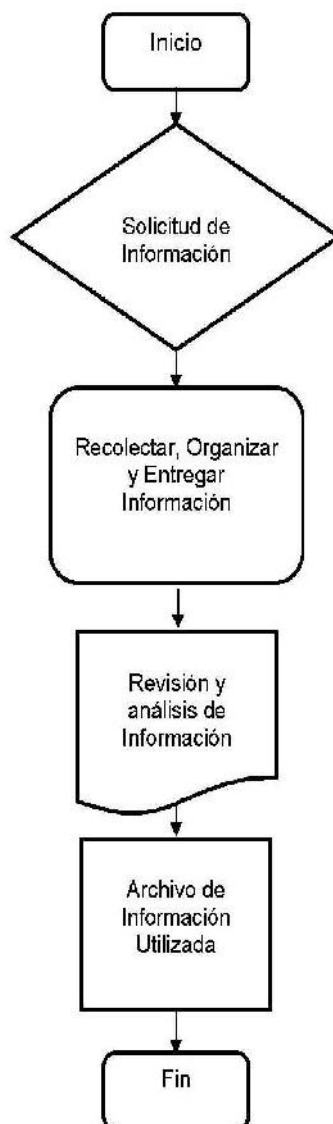 Inicio
Solicitud de
Información
Recolectar, Organizar
y Entregar
Información
Revisión y
análisis de
Información
Archivo de
Información
Utilizada
Fin